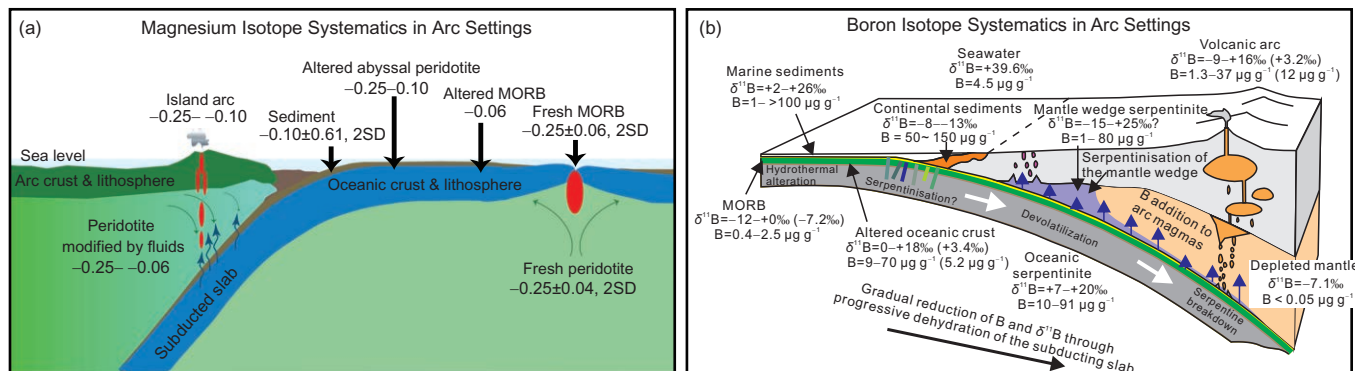 (a)
Magnesium Isotope Systematics in Arc Settings
Altered abyssal peridotite
−0.25−−0.10
Island arc
−0.25− −0.10
Sediment
−0.10±0.61, 2SD
Altered MORB
−0.06
Fresh MORB
−0.25±0.06, 2SD
Sea level
Arc crust & lithosphere
Oceanic crust & lithosphere
Peridotite
modified by fluids
−0.25− −0.06
Subducted slab
Fresh peridotite
−0.25±0.04, 2SD
(b)
Boron Isotope Systematics in Arc Settings
Seawater
δ¹¹B=+39.6‰
B=4.5 μg g⁻¹
Volcanic arc
δ¹¹B=−9−+16‰ (+3.2‰)
B=1.3−37 μg g⁻¹ (12 μg g⁻¹)
Marine sediments
δ¹¹B=+2−+26‰
B=1− >100 μg g⁻¹
Continental sediments
δ¹¹B=−8−−13‰
B = 50~ 150 μg g⁻¹
Mantle wedge serpentinite
δ¹¹B=−15−+25‰?
B=1− 80 μg g⁻¹
Serpentinisation of
the mantle wedge
Hydrothermal
alteration
Serpentinisation?
Devolatilization
Serpentine
breakdown
B addition to
arc magmas
MORB
δ¹¹B=−12−+0‰ (−7.2‰)
B=0.4−2.5 μg g⁻¹
Altered oceanic crust
δ¹¹B=0−+18‰ (+3.4‰)
B=9−70 μg g⁻¹ (5.2 μg g⁻¹)
Oceanic
serpentinite
δ¹¹B=+7−+20‰
B=10−91 μg g⁻¹
Depleted mantle
δ¹¹B=−7.1‰
B < 0.05 μg g⁻¹
Gradual reduction of B and δ¹¹B through
progressive dehydration of the subducting slab